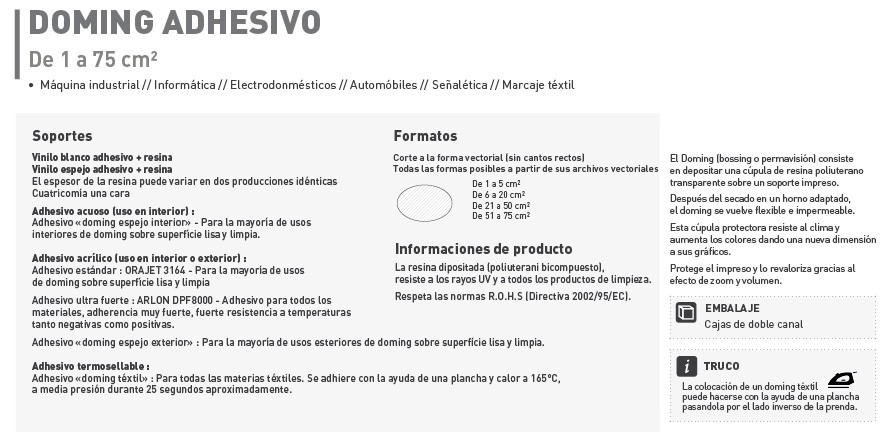 DOMING ADHESIVO
De 1 a 75 cm²
• Máquina industrial // Informática // Electrodonmésticos // Automóbiles // Señalética // Marcaje téxtil
Soportes
Vinilo blanco adhesivo + resina
Vinilo espejo adhesivo + resina
El espesor de la resina puede variar en dos producciones idénticas
Cuatricomía una cara
Adhesivo acuoso (uso en interior) :
Adhesivo «doming espejo interior» - Para la mayoría de usos
interiores de doming sobre superficie lisa y limpia.
Adhesivo acrílico (uso en interior o exterior) :
Adhesivo estándar : ORAJET 3164 - Para la mayoría de usos
de doming sobre superficie lisa y limpia
Adhesivo ultra fuerte : ARLON DPF8000 - Adhesivo para todos los
materiales, adherencia muy fuerte, fuerte resistencia a temperaturas
tanto negativas como positivas.
Adhesivo «doming espejo exterior» : Para la mayoría de usos esteriores de doming sobre superfície lisa y limpia.
Adhesivo termosellable :
Adhesivo «doming téxtil» : Para todas las materias téxtiles. Se adhiere con la ayuda de una plancha y calor a 165°C,
a media presión durante 25 segundos aproximadamente.
Formatos
Corte a la forma vectorial (sin cantos rectos)
Todas las formas posibles a partir de sus archivos vectoriales
De 1 a 5 cm²
De 6 a 20 cm²
De 21 a 50 cm²
De 51 a 75 cm²
Informaciones de producto
La resina dipositada (poliuterani bicompuesto),
resiste a los rayos UV y a todos los productos de limpieza.
Respeta las normas R.O.H.S (Directiva 2002/95/EC).
El Doming (bossing o permavisión) consiste
en depositar una cúpula de resina poliuterano
transparente sobre un soporte impreso.
Después del secado en un horno adaptado,
el doming se vuelve flexible e impermeable.
Esta cúpula protectora resiste al clima y
aumenta los colores dando una nueva dimensión
a sus gráficos.
Protege el impreso y lo revaloriza gracias al
efecto de zoom y volumen.
EMBALAJE
Cajas de doble canal
i TRUCO
La colocación de un doming téxtil
puede hacerse con la ayuda de una plancha
pasandola por el lado inverso de la prenda.